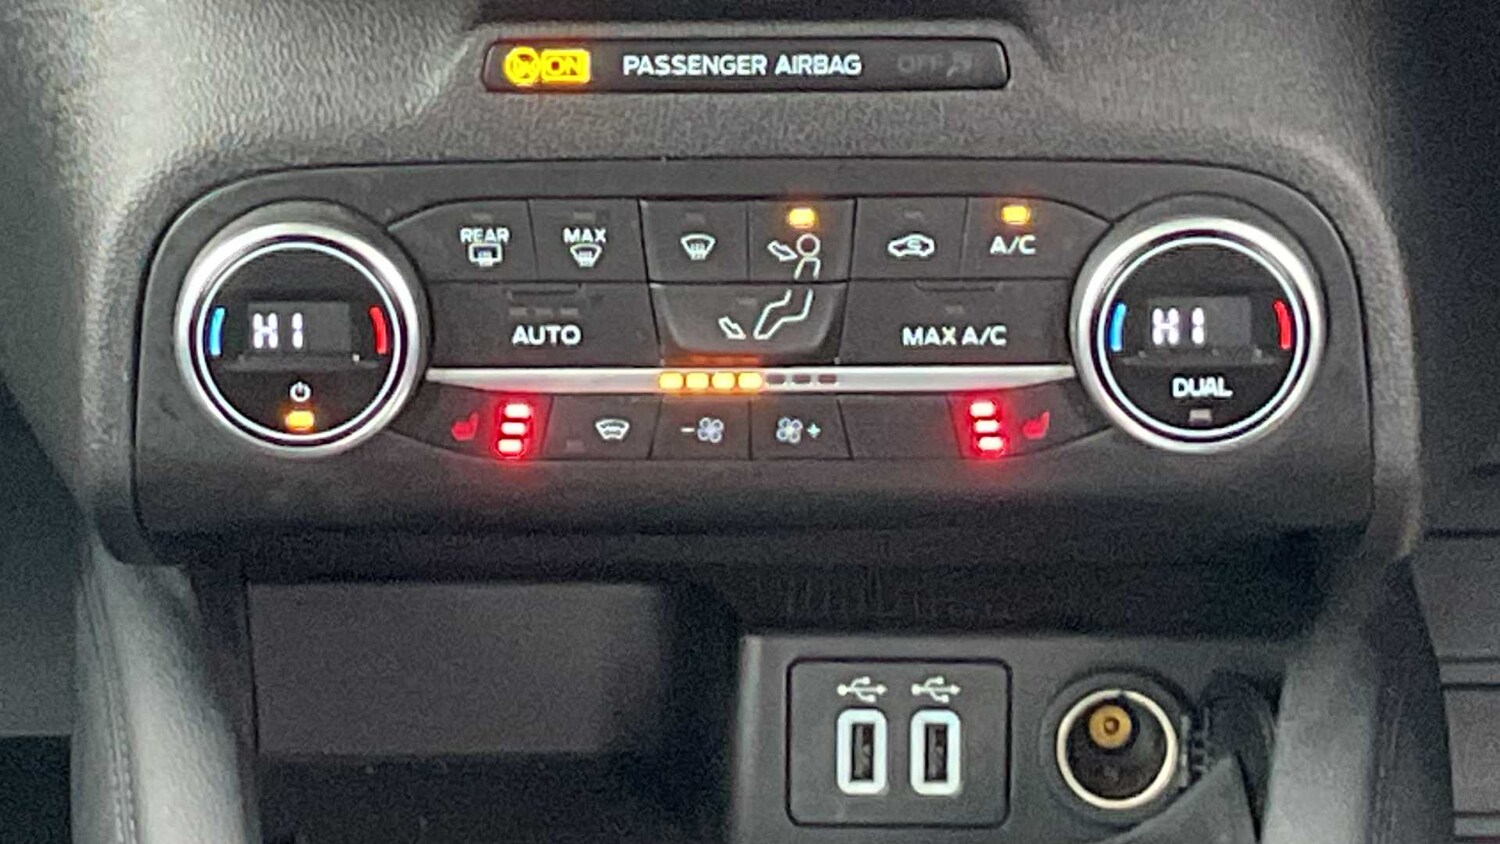 ON PASSENGER AIRBAG OFF
REAR
MAX
A/C
HI
AUTO
MAX A/C
HI
DUAL
- +